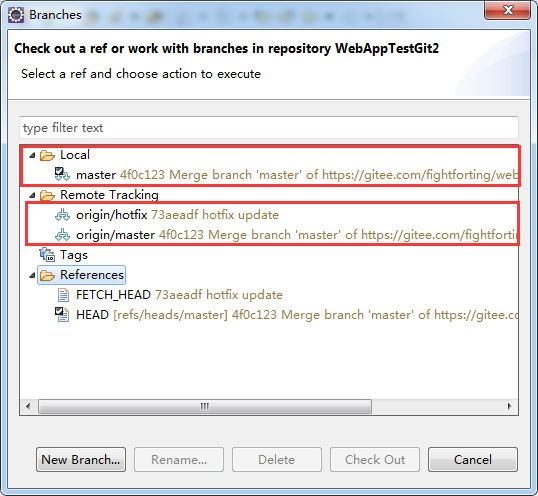 Branches
Check out a ref or work with branches in repository WebAppTestGit2
Select a ref and choose action to execute
type filter text
Local
master 4f0c123 Merge branch 'master' of https://gitee.com/fightforting/web
Remote Tracking
origin/hotfix 73aeadf hotfix update
origin/master 4f0c123 Merge branch 'master' of https://gitee.com/fightfortin
Tags
References
FETCH_HEAD 73aeadf hotfix update
HEAD [refs/heads/master] 4f0c123 Merge branch 'master' of https://gitee.co
New Branch... Rename... Delete Check Out Cancel